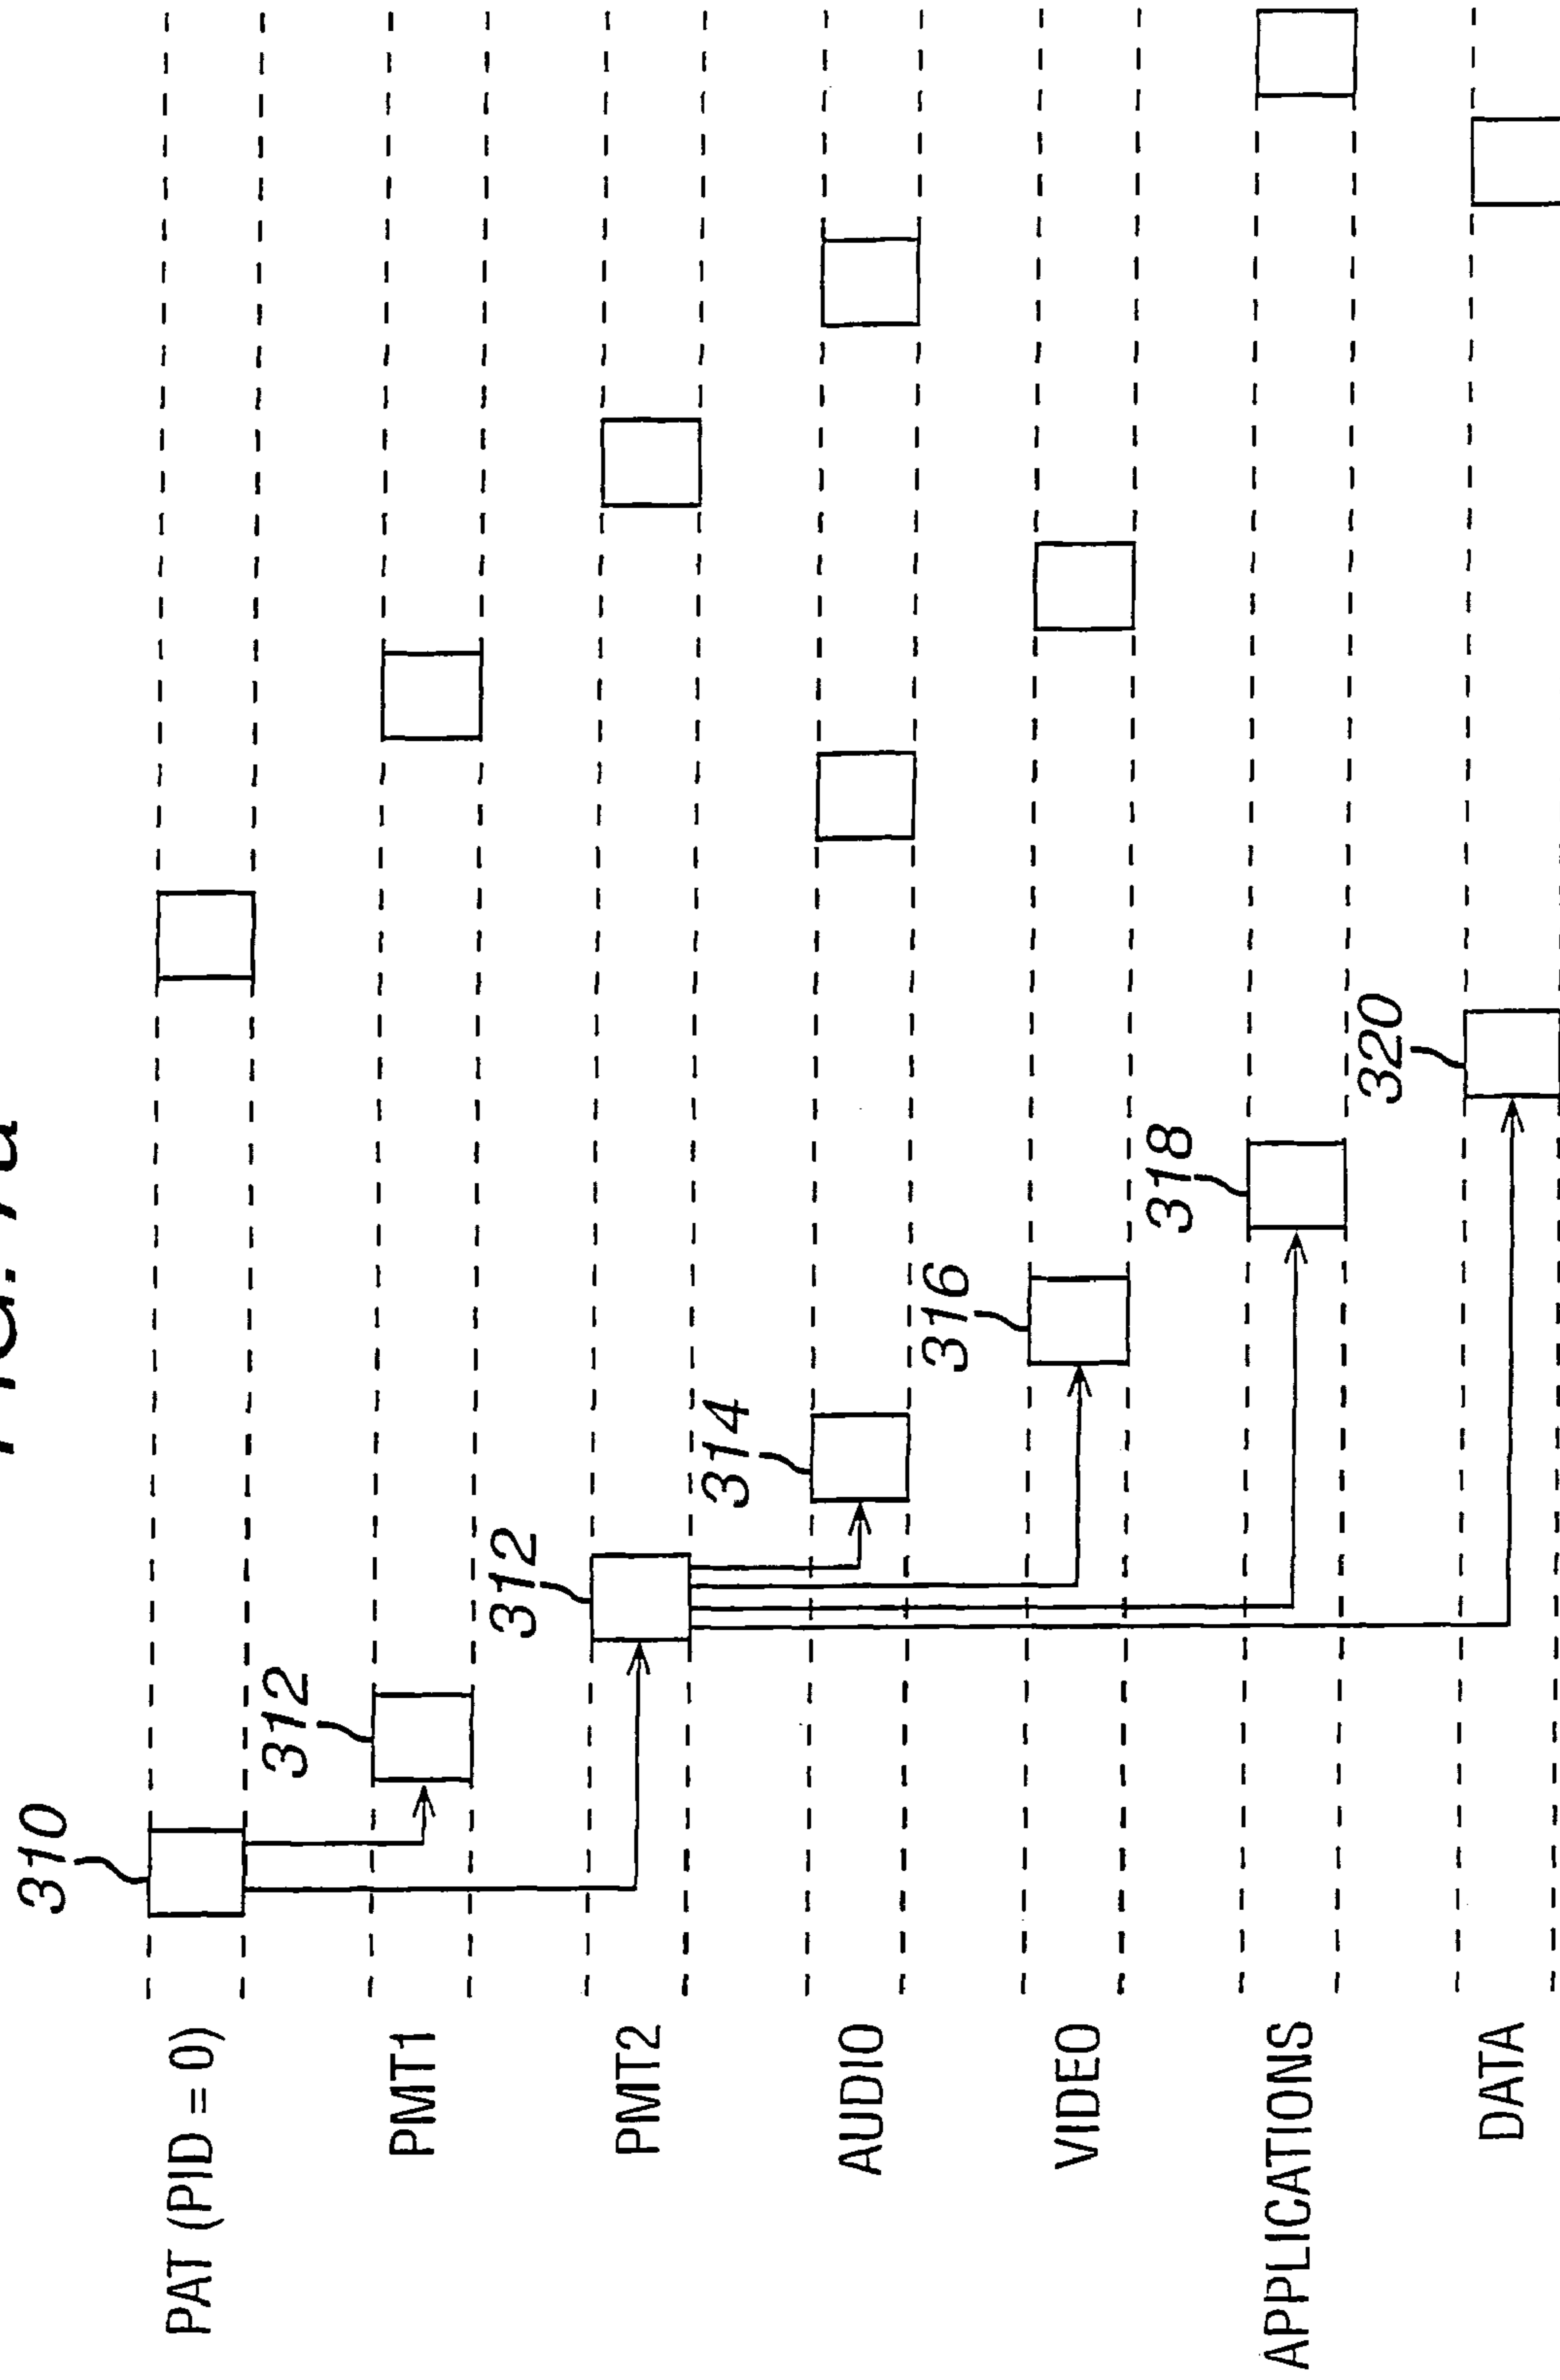 310
PAT (PID = 0)
312
PMT1
312
PMT2
314
AUDIO
316
VIDEO
318
APPLICATIONS
320
DATA